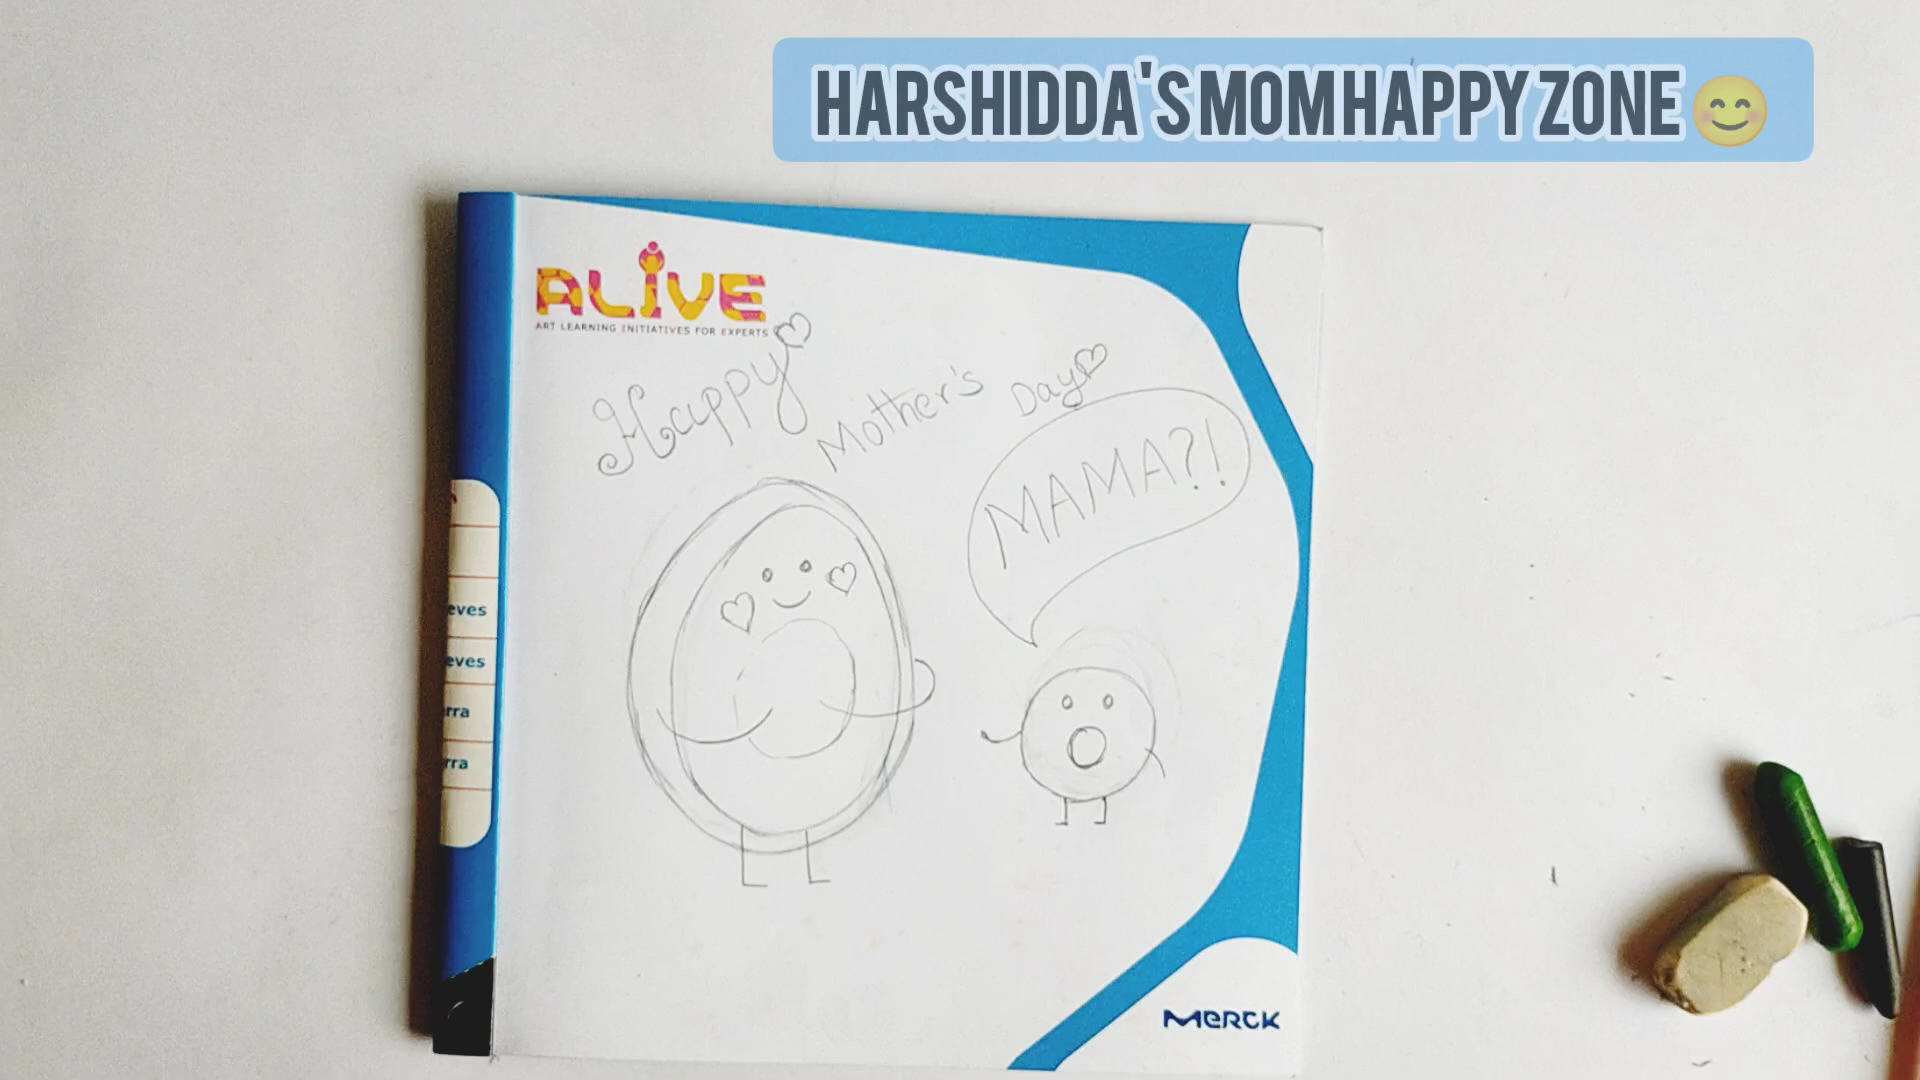 HARSHIDDA'S MOM HAPPY ZONE 😊
ALIVE
ART LEARNING INITIATIVES FOR EXPERTS
Happy Mother's Day
MAMA?!
eves
eves
rra
rra
MERCK